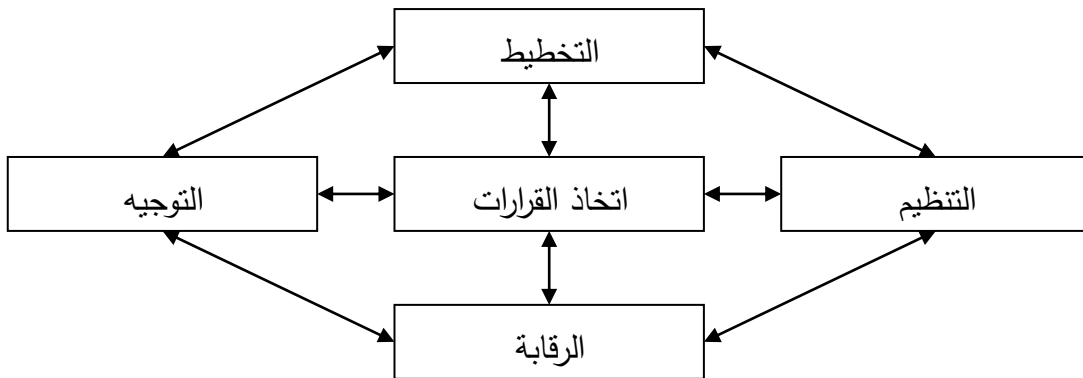 التخطيط
التنظيم
اتخاذ القرارات
التوجيه
الرقابة